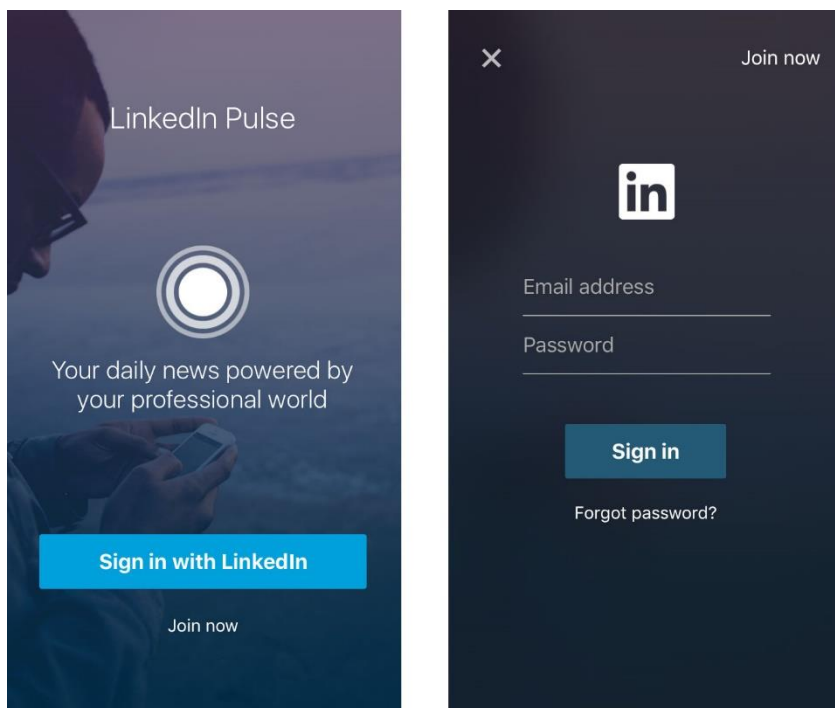 LinkedIn Pulse
Your daily news powered by
your professional world
Sign in with LinkedIn
Join now
Join now
in
Email address
Password
Sign in
Forgot password?